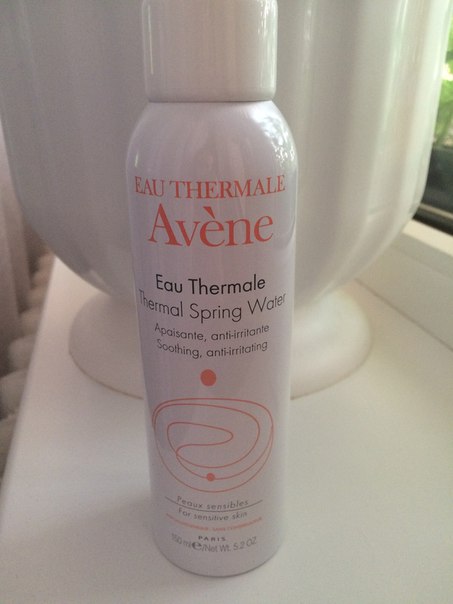 EAU THERMALE
Avène
Eau Thermale
Thermal Spring Water
Apaisante, anti-irritante
Soothing, anti-irritating
Peaux sensibles
For sensitive skin
PARIS
150 ml e/Net Wt. 5.2 OZ